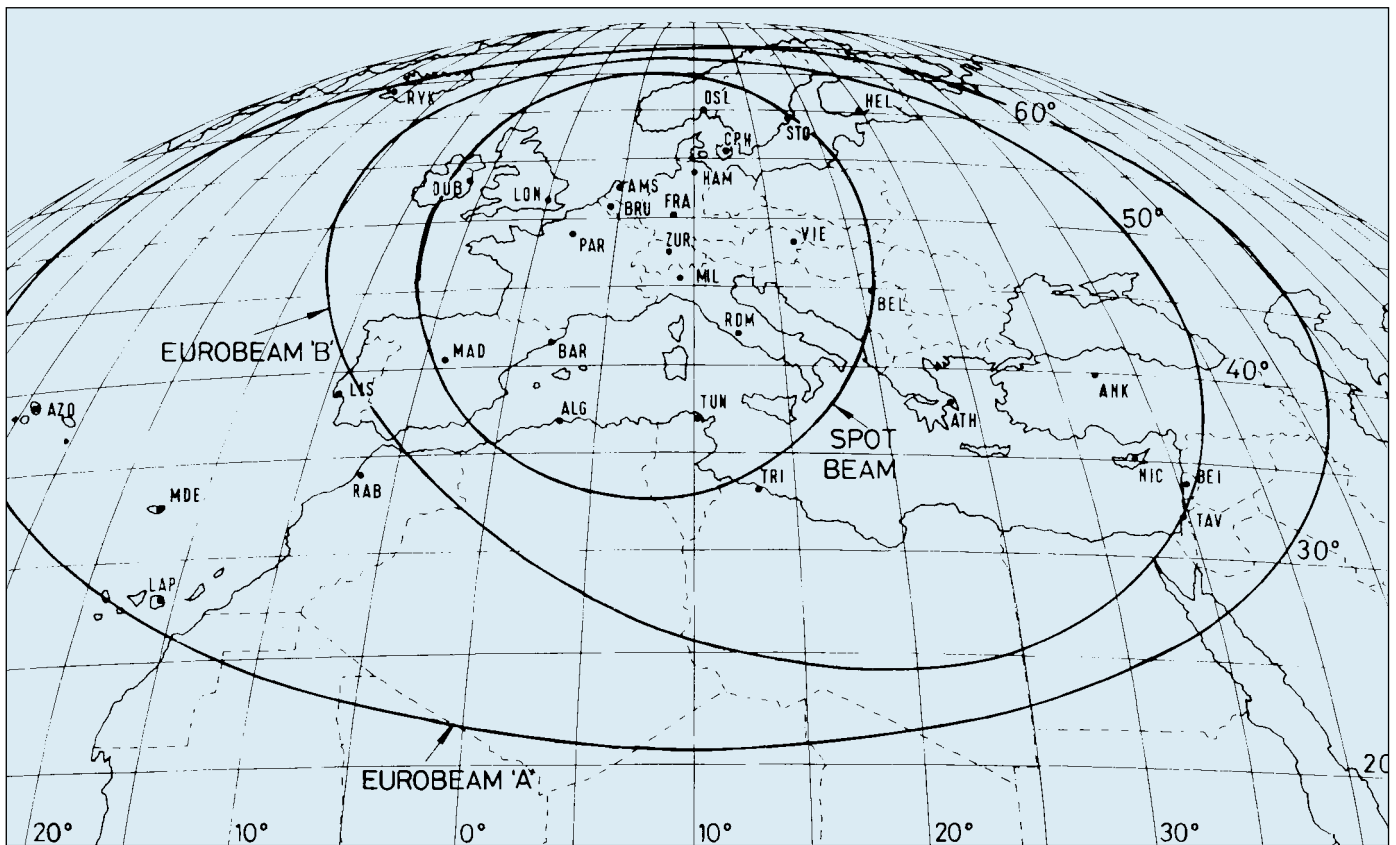 RYK
OSL
HEL
60°
STO
CPH
DUB
LON
AMS
HAM
BRU
FRA
50°
PAR
ZUR
VIE
MIL
BEL
ROM
EUROBEAM 'B'
MAD
BAR
40°
ANK
LIS
AZO
ALG
TUN
ATH
SPOT
BEAM
MDE
RAB
TRI
NIC
BEI
TAV
30°
LAP
EUROBEAM 'A'
20
20°
10°
0°
10°
20°
30°